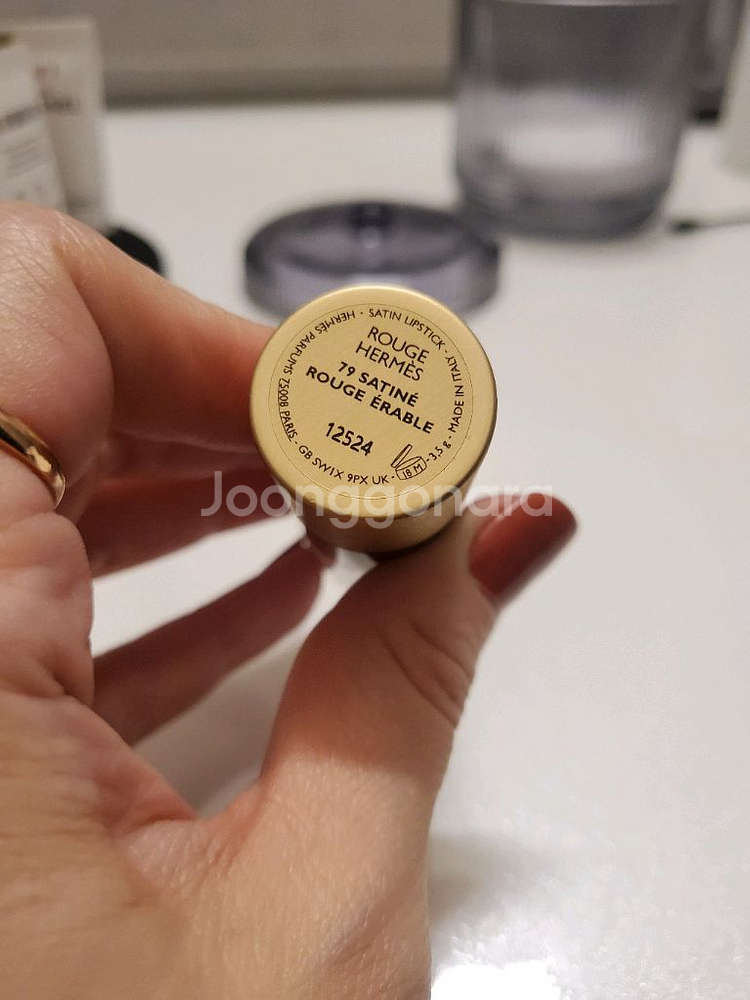 HERMÈS PARFUMS 75008 PARIS - GB SW1X 9PX UK - 3,5 g - MADE IN ITALY - SATIN LIPSTICK -
ROUGE
HERMÈS
79 SATINÉ
ROUGE ÉRABLE
12524
18 M
Joonggonara